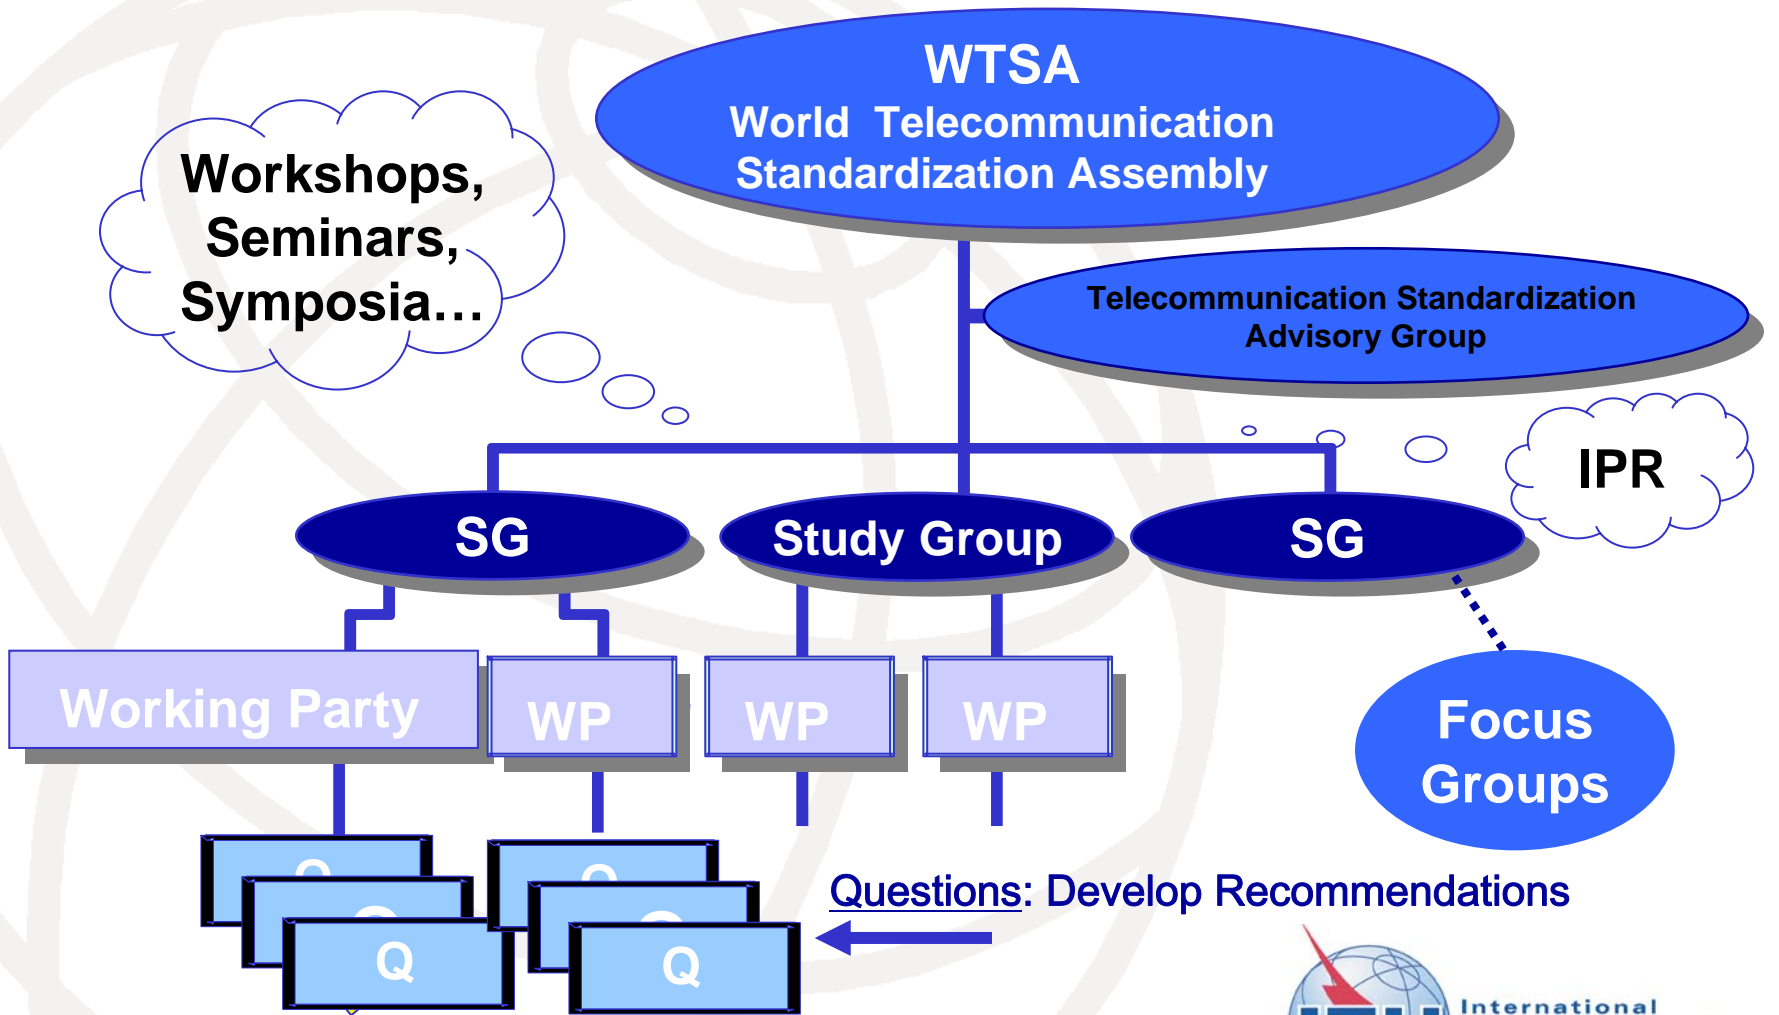 WTSA
World Telecommunication
Standardization Assembly
Workshops,
Seminars,
Symposia…
Telecommunication Standardization
Advisory Group
IPR
SG
Study Group
SG
Working Party
WP
WP
WP
Focus
Groups
Q
Q
Q
Q
Q
Q
Questions: Develop Recommendations
ITU
International